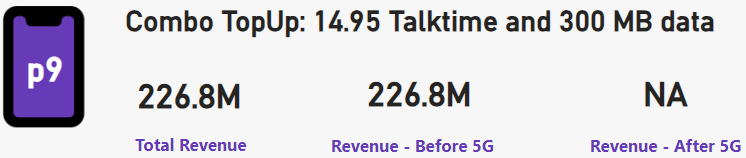 Combo TopUp: 14.95 Talktime and 300 MB data
p9
226.8M 226.8M NA
Total Revenue Revenue - Before 5G Revenue - After 5G